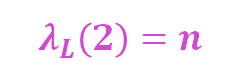 λ_L(2) = n